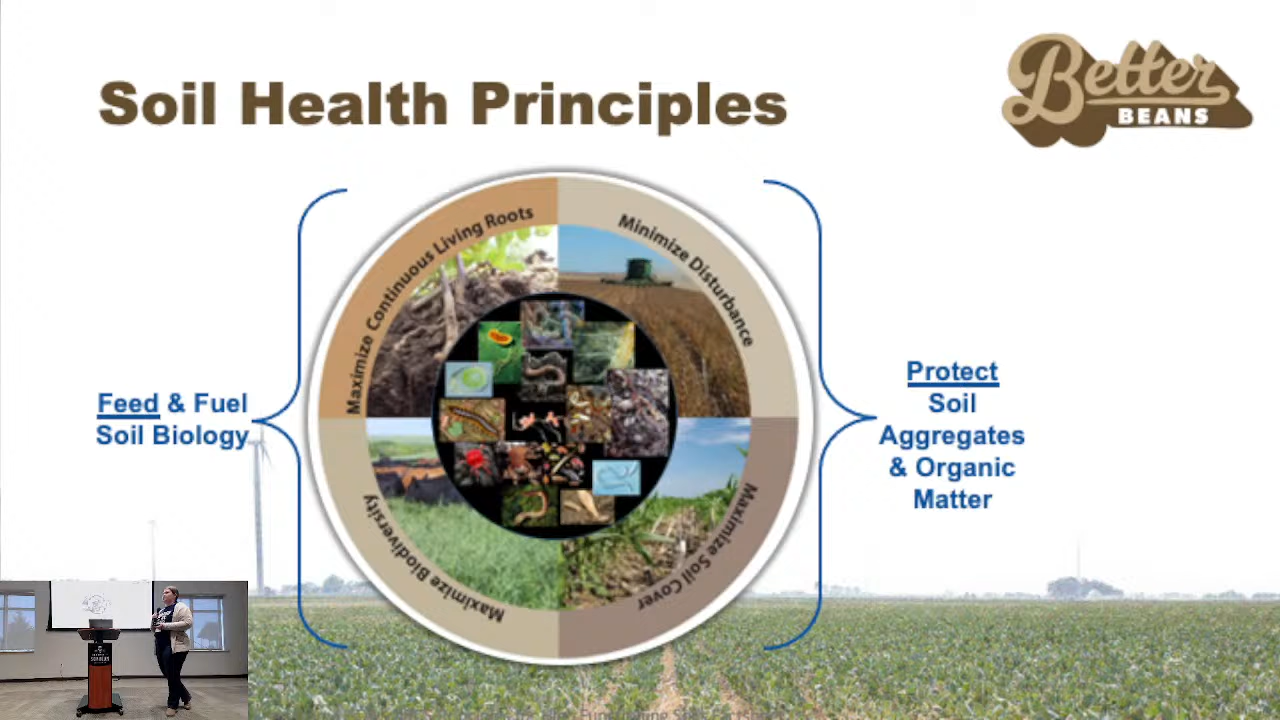 Soil Health Principles
Better
BEANS
Maximize Continuous Living Roots
Minimize Disturbance
Feed & Fuel
Soil Biology
Protect
Soil
Aggregates
& Organic
Matter
Maximize Biodiversity
Maximize Soil Cover
SOYBEAN